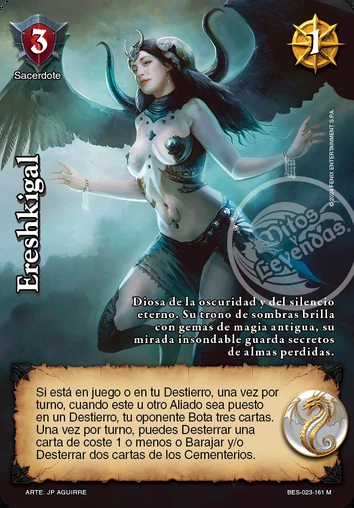 3
1
Sacerdote
Ereshkigal
© 2024 FENIX ENTERTAINMENT S.P.A.
Mitos y
Leyendas
Diosa de la oscuridad y del silencio
eterno. Su trono de sombras brilla
con gemas de magia antigua, su
mirada insondable guarda secretos
de almas perdidas.
Si está en juego o en tu Destierro, una vez por
turno, cuando este u otro Aliado sea puesto
en un Destierro, tu oponente Bota tres cartas.
Una vez por turno, puedes Desterrar una
carta de coste 1 o menos o Barajar y/o
Desterrar dos cartas de los Cementerios.
ARTE: JP AGUIRRE
BES-023-161 M